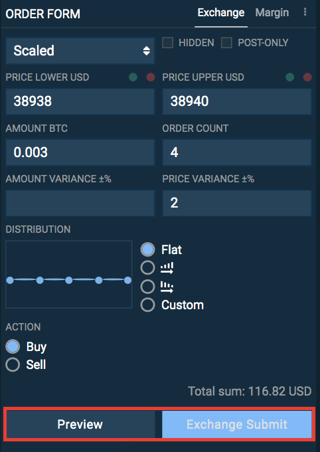 ORDER FORM Exchange Margin
Scaled HIDDEN POST-ONLY
PRICE LOWER USD PRICE UPPER USD
38938 38940
AMOUNT BTC ORDER COUNT
0.003 4
AMOUNT VARIANCE ±% PRICE VARIANCE ±%
2
DISTRIBUTION
Flat
Custom
ACTION
Buy
Sell
Total sum: 116.82 USD
Preview Exchange Submit